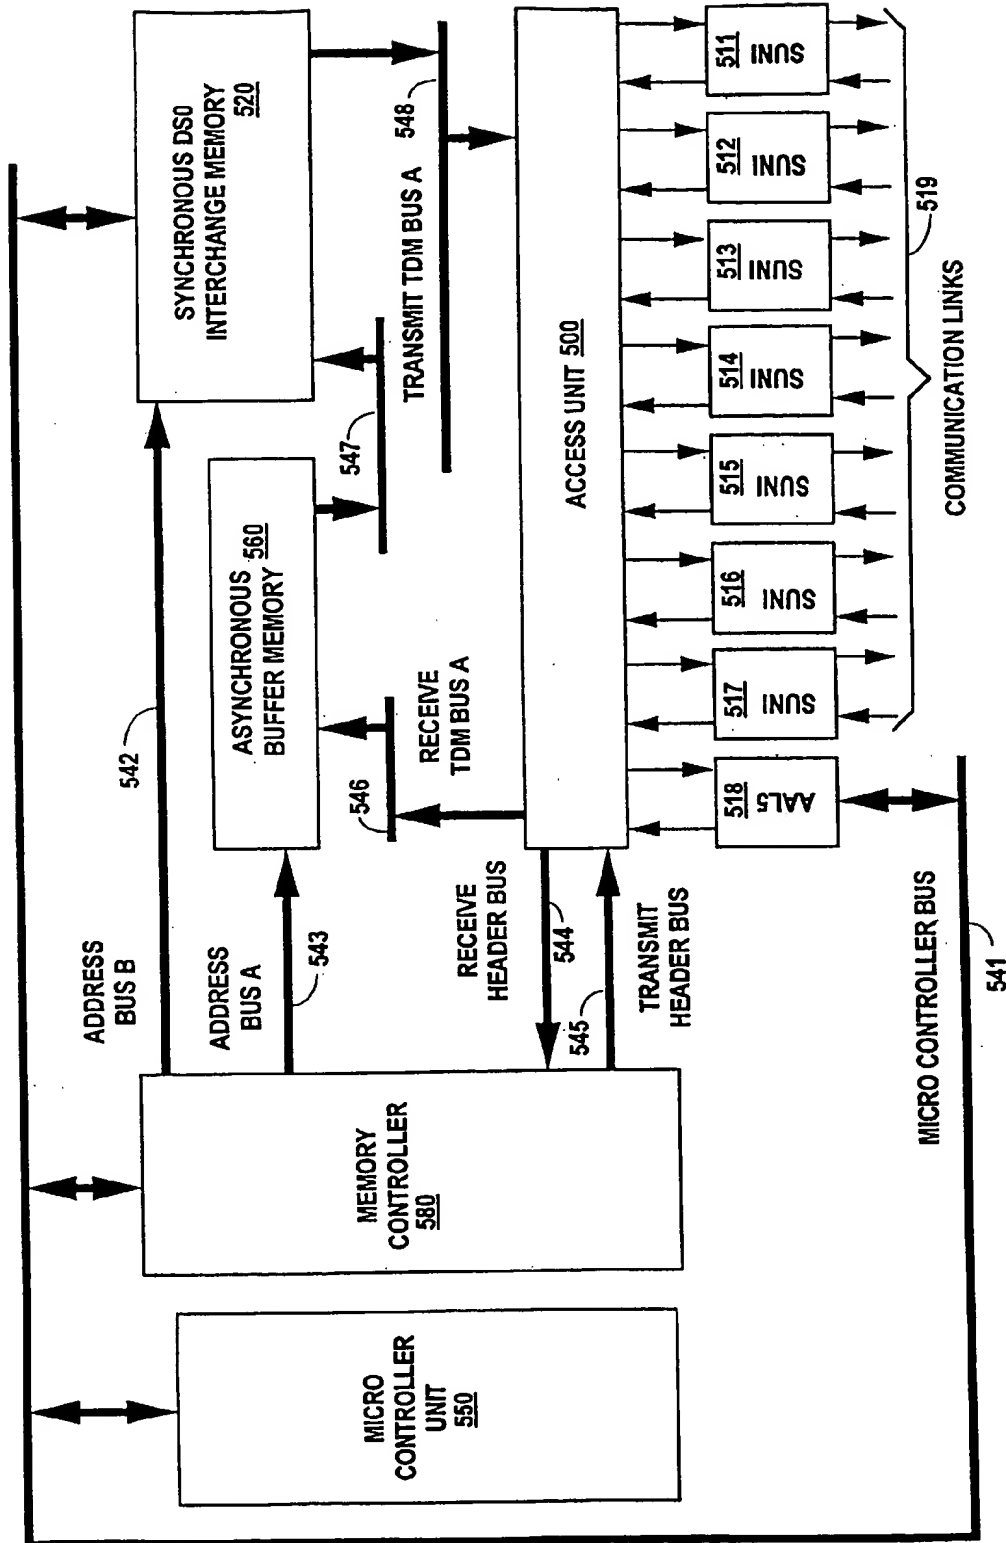 SYNCHRONOUS DS0
INTERCHANGE MEMORY
520
542
ADDRESS
BUS B
ASYNCHRONOUS
BUFFER MEMORY
560
547
TRANSMIT TDM BUS A
548
ADDRESS
BUS A
543
546
RECEIVE
TDM BUS A
MICRO
CONTROLLER
UNIT
550
MEMORY
CONTROLLER
580
RECEIVE
HEADER BUS
544
545
TRANSMIT
HEADER BUS
ACCESS UNIT 500
518
AAL5
517
SUNI
516
SUNI
515
SUNI
514
SUNI
513
SUNI
512
SUNI
511
SUNI
519
COMMUNICATION LINKS
MICRO CONTROLLER BUS
541